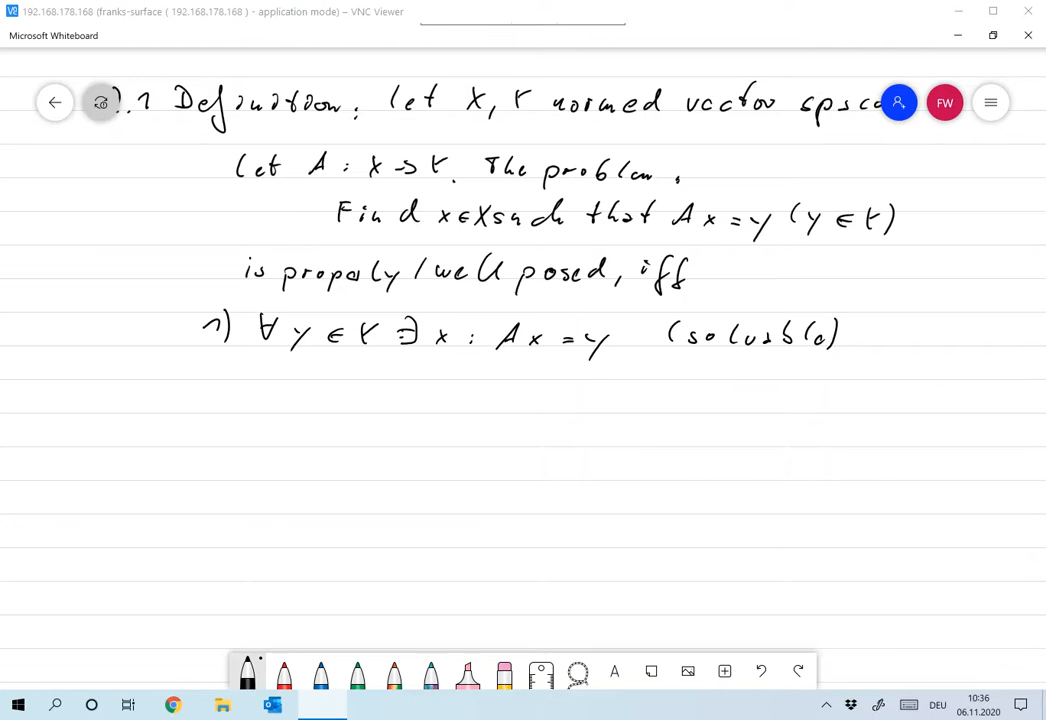 192.168.178.168 (franks-surface ( 192.168.178.168 ) - application mode) – VNC Viewer
Microsoft Whiteboard
.1 Definition: Let X, Y normed vector space
FW
Let A : X → Y. The problem:
Find x ∈ X such that Ax = y (y ∈ Y)
is properly / well posed, iff
1) ∀ y ∈ Y ∃ x : Ax = y (solvable)
A
DEU
10:36
06.11.2020